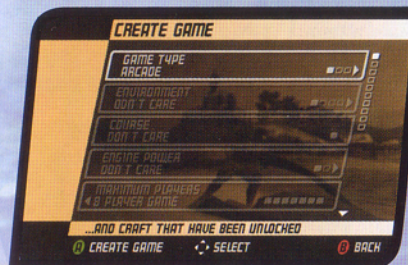 CREATE GAME
GAME TYPE
ARCADE
ENVIRONMENT
DON'T CARE
COURSE
DON'T CARE
ENGINE POWER
DON'T CARE
MAXIMUM PLAYERS
8 PLAYER GAME
...AND CRAFT THAT HAVE BEEN UNLOCKED
A CREATE GAME SELECT B BACK